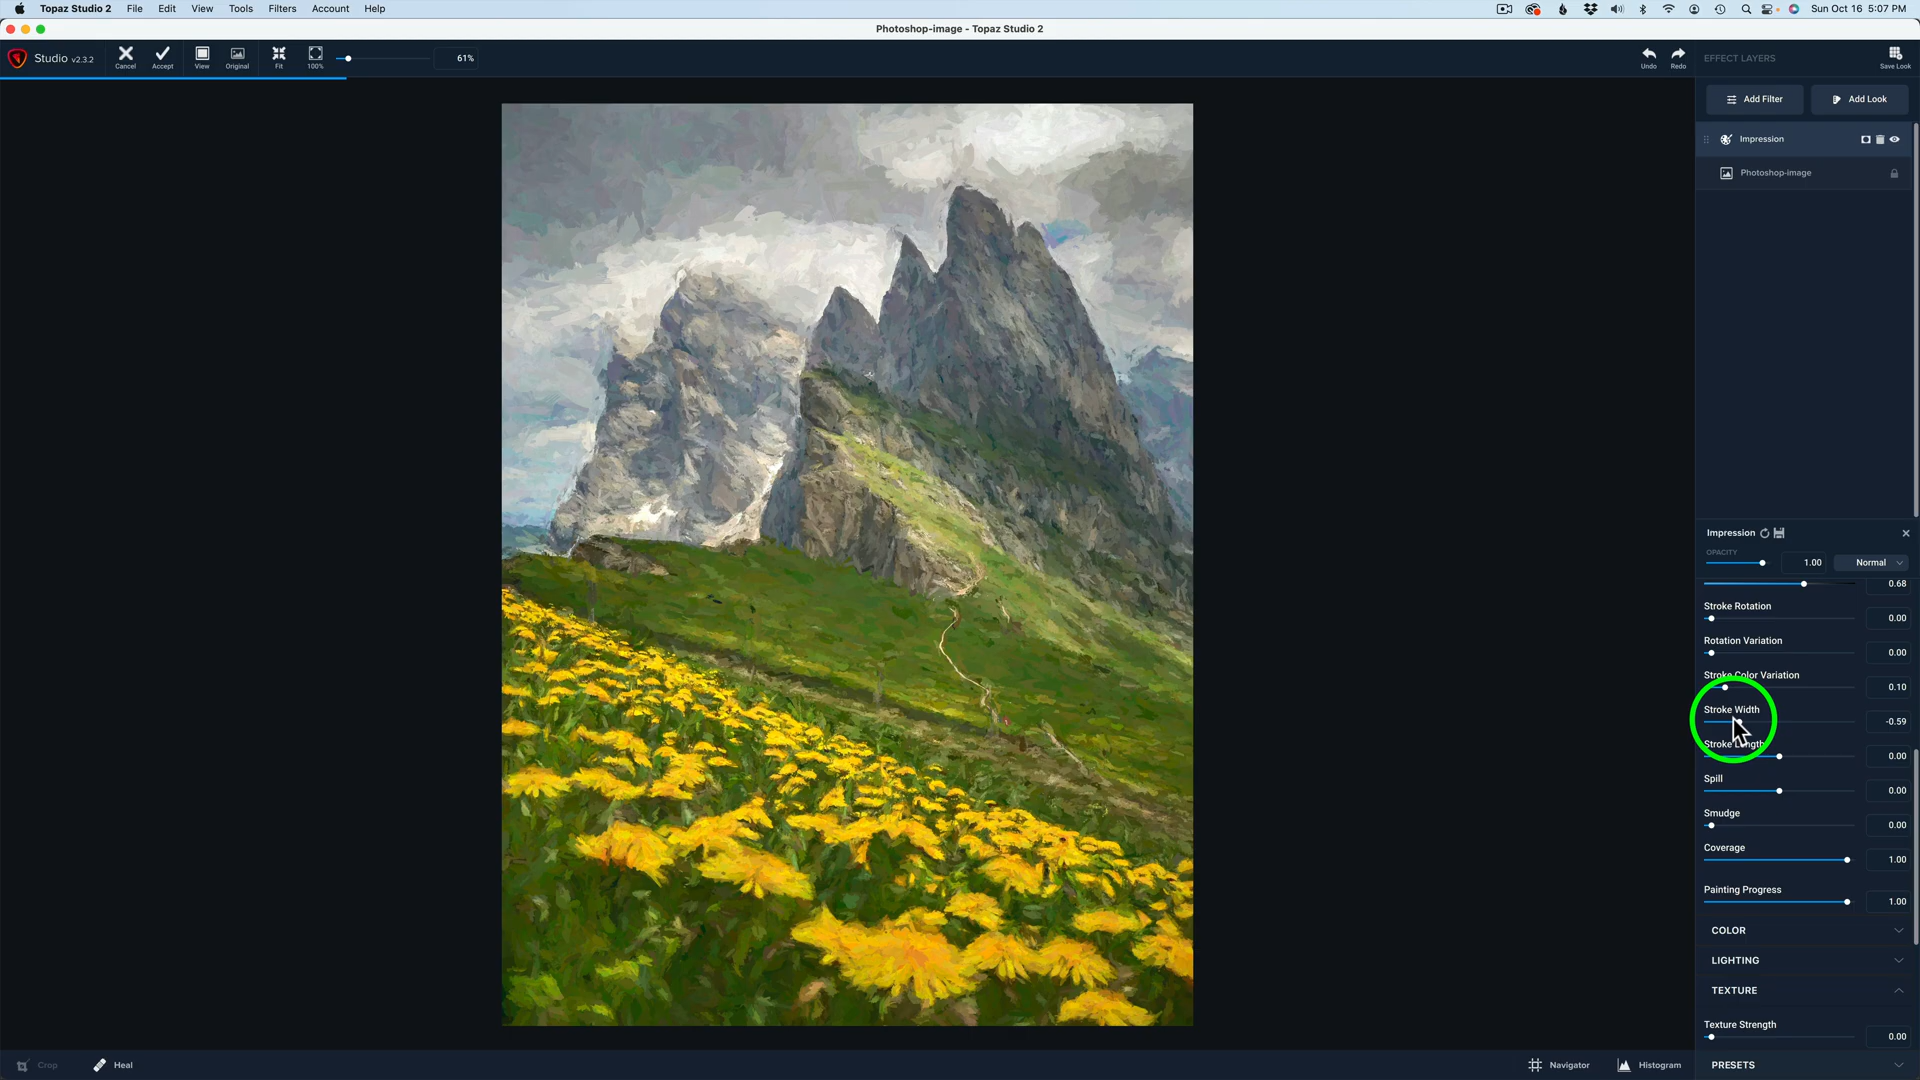 Topaz Studio 2 File Edit View Tools Filters Account Help Sun Oct 16 5:07 PM
Photoshop-image - Topaz Studio 2
Studio v2.3.2 Cancel Accept View Original Fit 100% 61% Undo Redo EFFECT LAYERS Save Look
Add Filter Add Look
Impression
Photoshop-image
Impression
OPACITY
1.00 Normal
0.68
Stroke Rotation
0.00
Rotation Variation
0.00
Stroke Color Variation
0.10
Stroke Width
-0.59
Stroke Length
0.00
Spill
0.00
Smudge
0.00
Coverage
1.00
Painting Progress
1.00
COLOR
LIGHTING
TEXTURE
Texture Strength
0.00
Crop Heal Navigator Histogram PRESETS